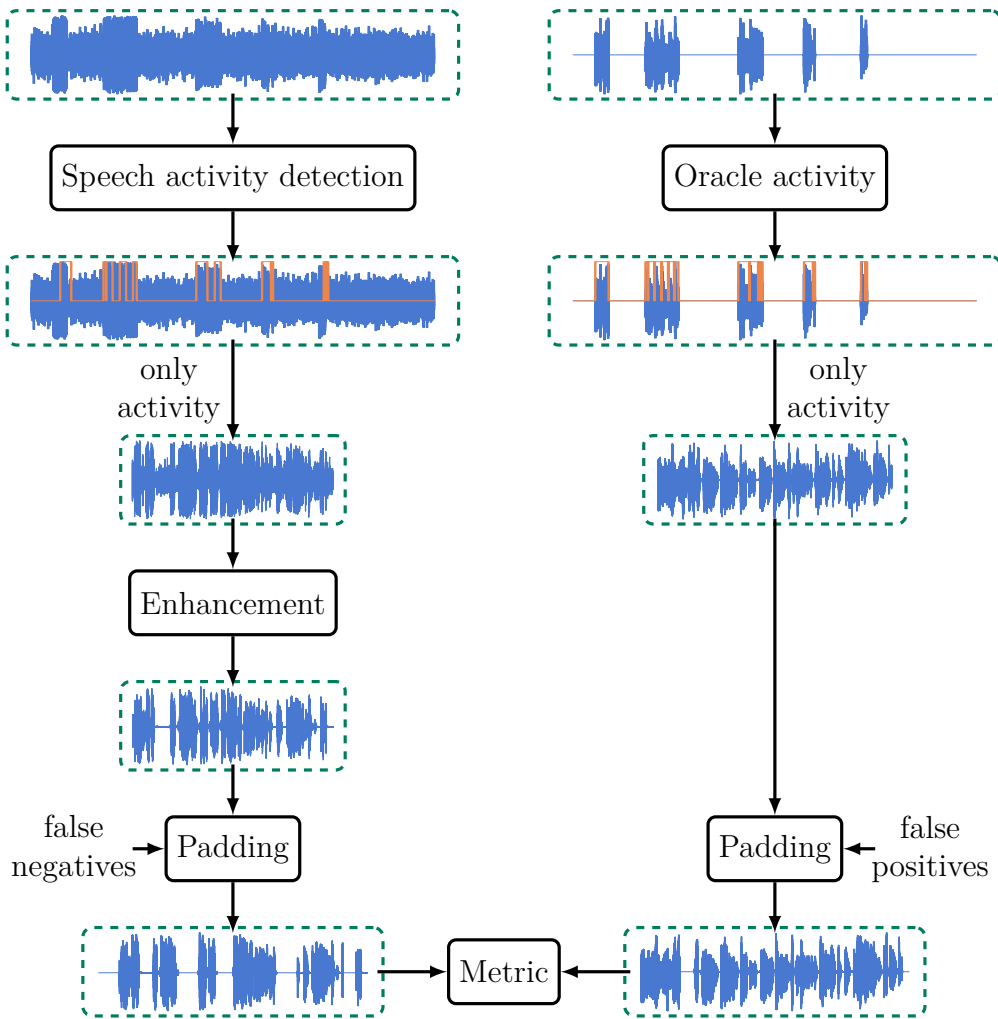 Speech activity detection
Oracle activity
only
activity
only
activity
Enhancement
false
negatives
Padding
Padding
false
positives
Metric